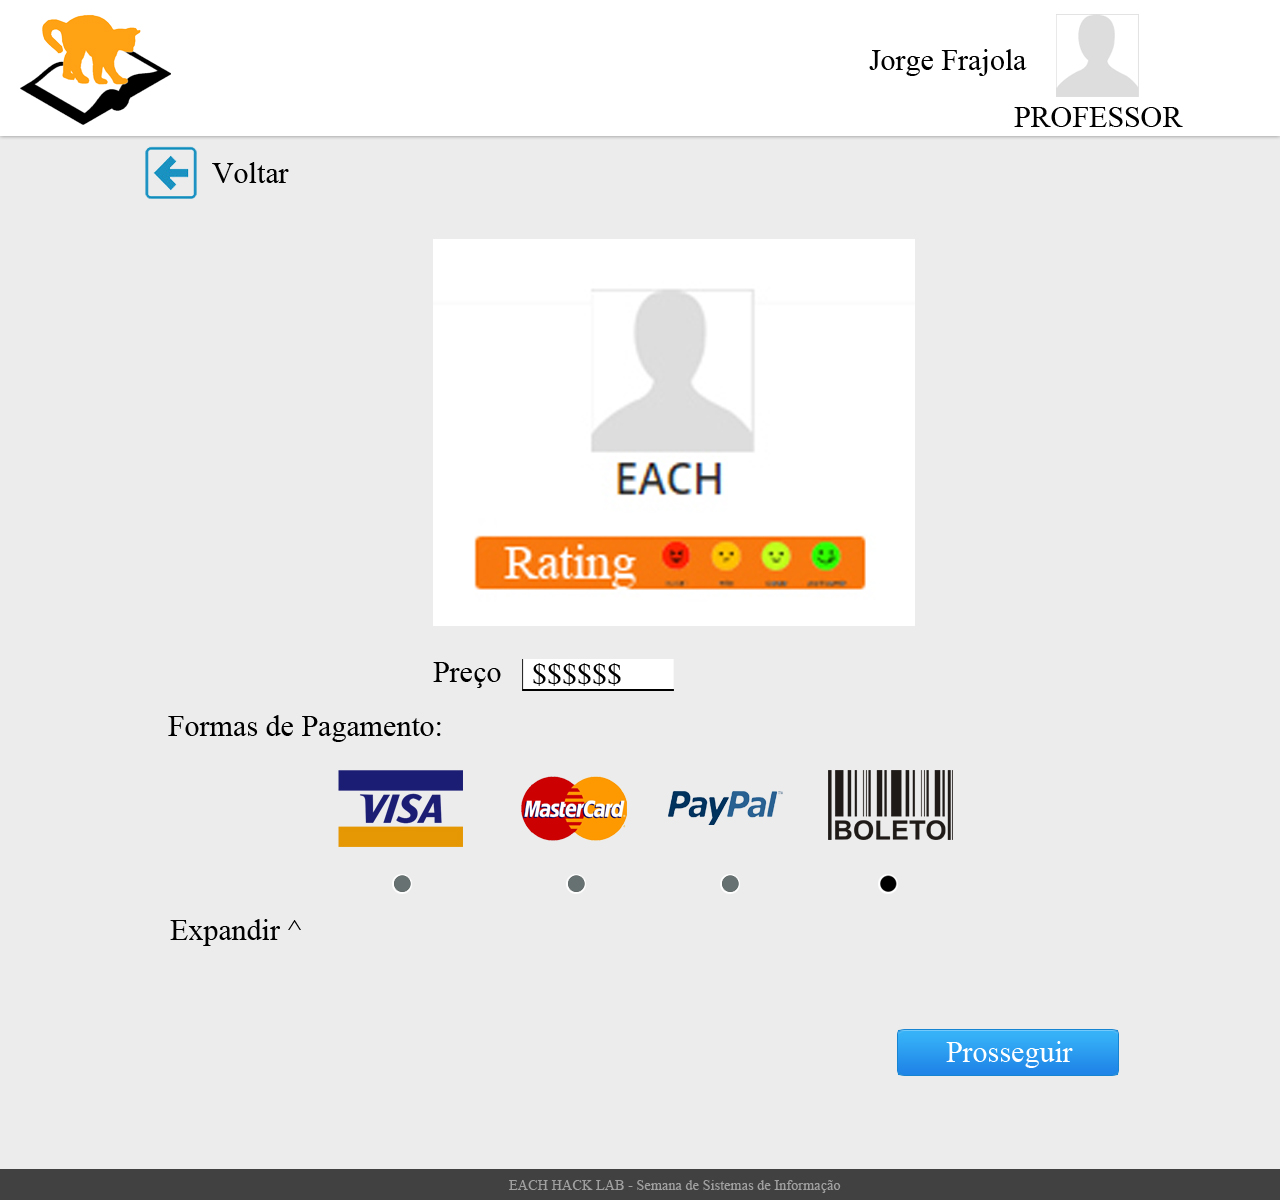 Jorge Frajola
PROFESSOR
Voltar
EACH
Rating
Preço $$$$$$
Formas de Pagamento:
VISA MasterCard PayPal™ BOLETO
Expandir ^
Prosseguir
EACH HACK LAB - Semana de Sistemas de Informação